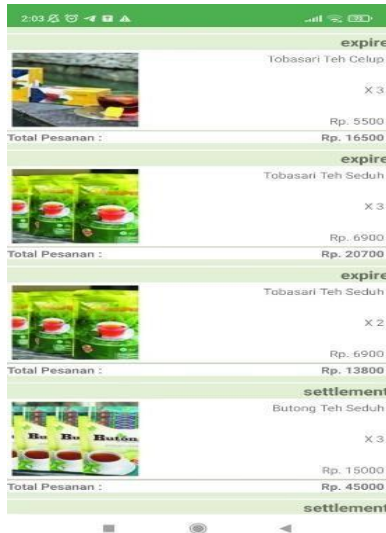 2:03
expire
Tobasari Teh Celup
X 3
Rp. 5500
Total Pesanan : Rp. 16500
expire
Tobasari Teh Seduh
X 3
Rp. 6900
Total Pesanan : Rp. 20700
expire
Tobasari Teh Seduh
X 2
Rp. 6900
Total Pesanan : Rp. 13800
settlement
Butong Teh Seduh
X 3
Rp. 15000
Total Pesanan : Rp. 45000
settlement